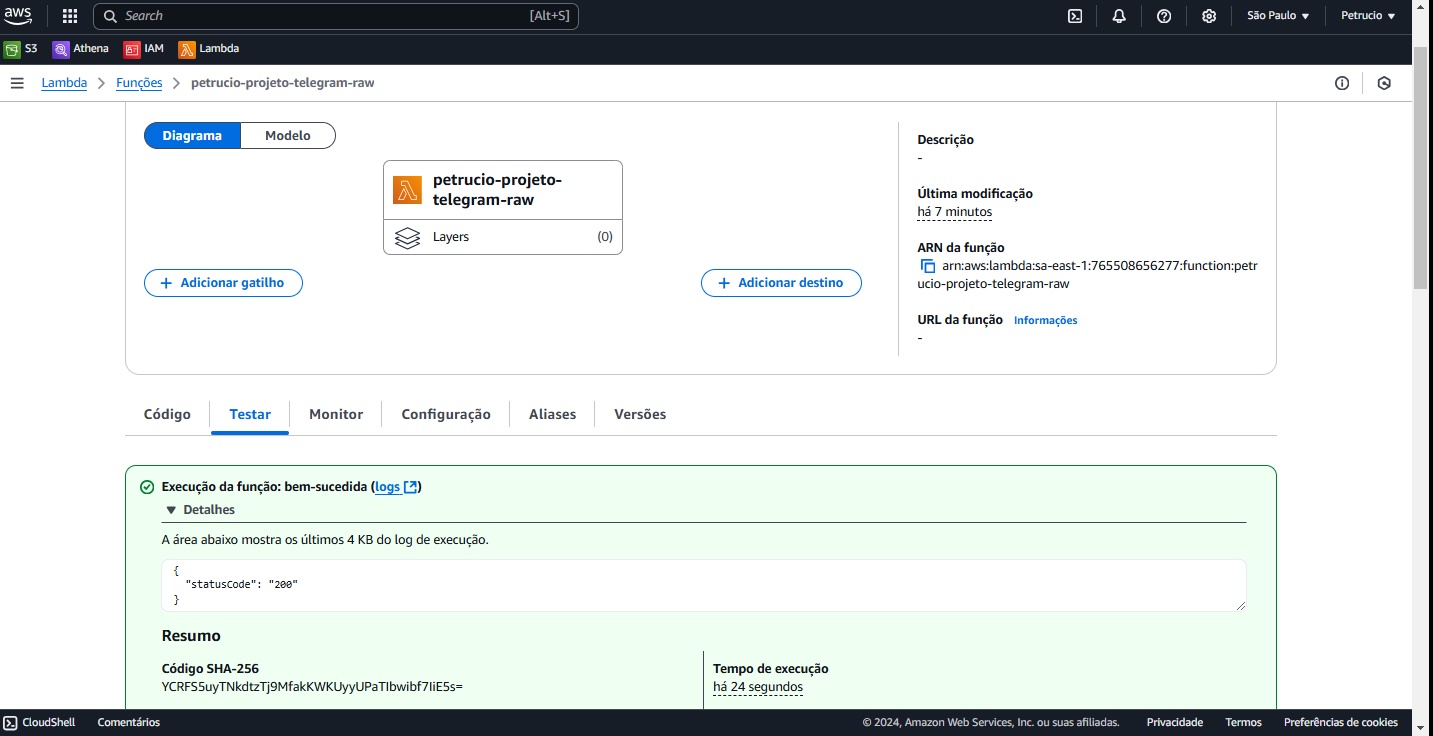 aws
Search [Alt+S] São Paulo Petrucio
S3 Athena IAM Lambda
Lambda Funções petrucio-projeto-telegram-raw
Diagrama Modelo
petrucio-projeto-
telegram-raw
Layers (0)
Adicionar gatilho
Adicionar destino
Descrição
-
Última modificação
há 7 minutos
ARN da função
arn:aws:lambda:sa-east-1:765508656277:function:petr
ucio-projeto-telegram-raw
URL da função Informações
-
Código Testar Monitor Configuração Aliases Versões
Execução da função: bem-sucedida (logs)
Detalhes
A área abaixo mostra os últimos 4 KB do log de execução.
{
"statusCode": "200"
}
Resumo
Código SHA-256
YCRFS5uyTNkdtzTj9MfakKWKUyyUPaTIbwibf7IiE5s=
Tempo de execução
há 24 segundos
CloudShell Comentários © 2024, Amazon Web Services, Inc. ou suas afiliadas. Privacidade Termos Preferências de cookies